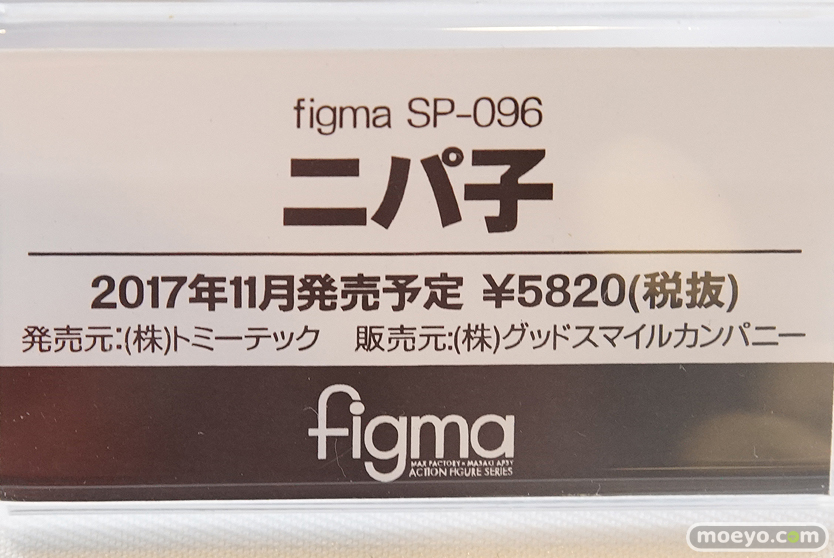 figma SP-096
ニパ子
2017年11月発売予定 ¥5820(税抜)
発売元:(株)トミーテック 販売元:(株)グッドスマイルカンパニー
figma
MAX FACTORY × MASAKI APSY
ACTION FIGURE SERIES
moeyo.com